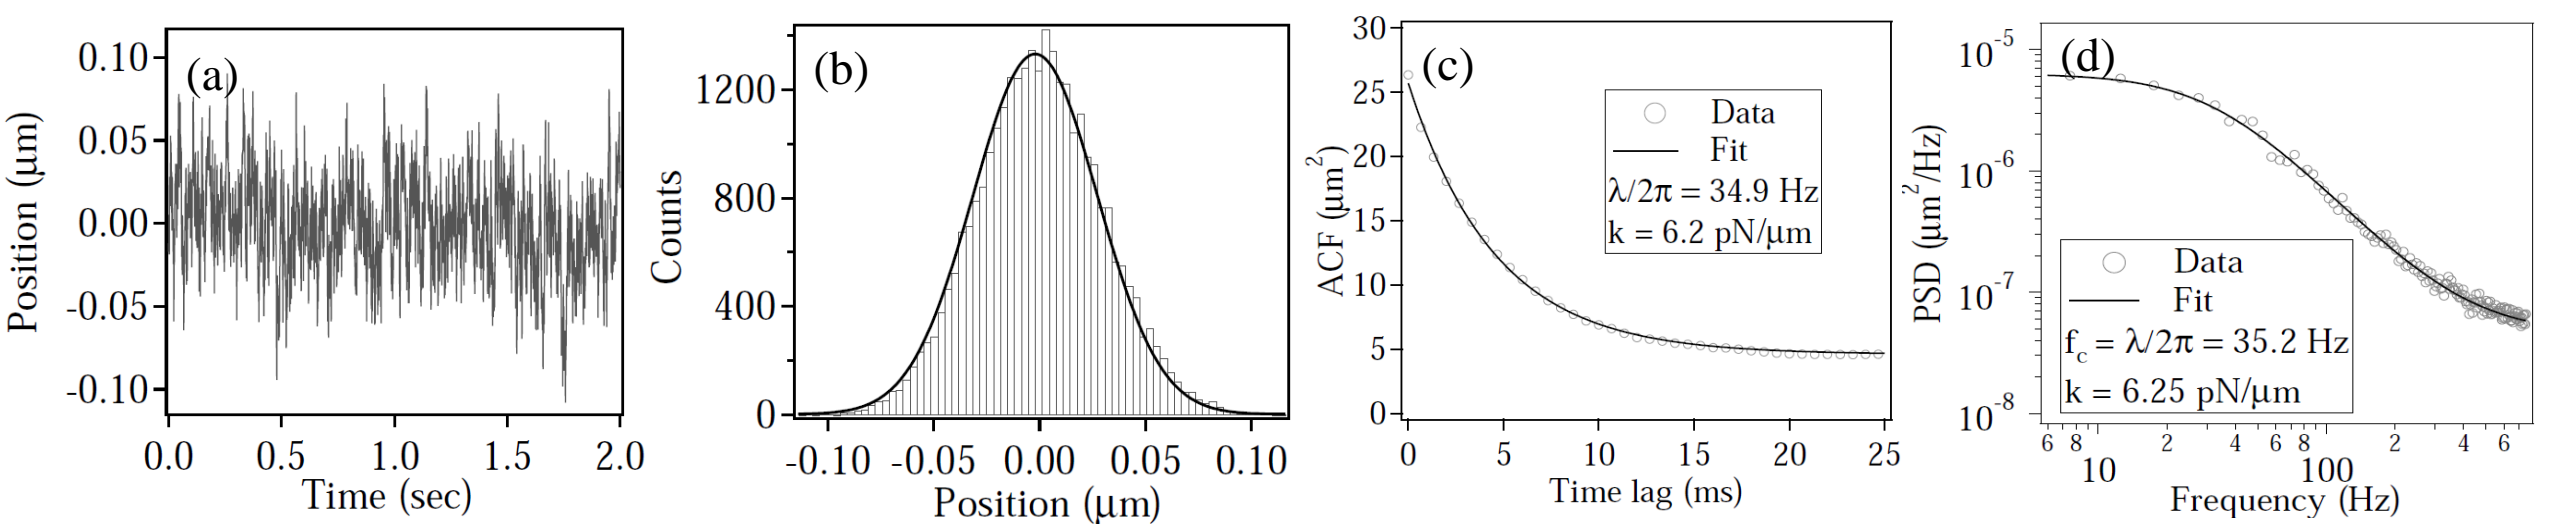 (a)
Position (μm)
0.10
0.05
0.00
-0.05
-0.10
0.0 0.5 1.0 1.5 2.0
Time (sec)
(b)
Counts
1200
800
400
0
-0.10 -0.05 0.00 0.05 0.10
Position (μm)
(c)
ACF (μm²)
30
25
20
15
10
5
0
Data
Fit
λ/2π = 34.9 Hz
k = 6.2 pN/μm
0 5 10 15 20 25
Time lag (ms)
(d)
PSD (μm²/Hz)
10⁻⁵
10⁻⁶
10⁻⁷
10⁻⁸
Data
Fit
f_c = λ/2π = 35.2 Hz
k = 6.25 pN/μm
6 8 2 4 6 8 2 4 6
10 100
Frequency (Hz)